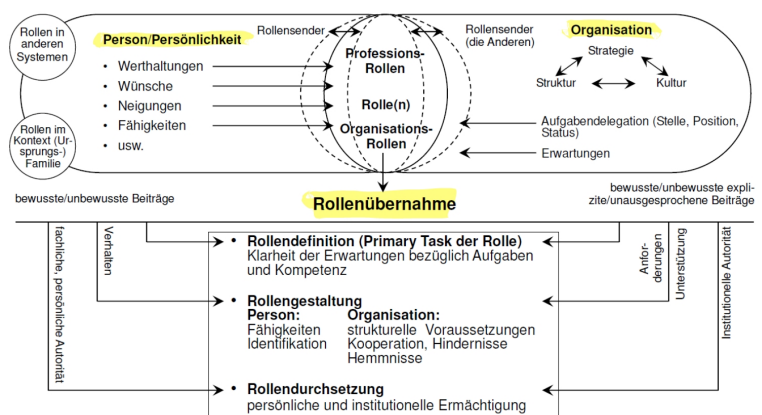 Rollen in
anderen
Systemen
Person/Persönlichkeit
• Werthaltungen
• Wünsche
• Neigungen
• Fähigkeiten
• usw.
Rollen im
Kontext (Ur-
sprungs-)
Familie
Rollensender
Professions-
Rollen
Rolle(n)
Organisations-
Rollen
Rollensender
(die Anderen)
Organisation
Strategie
Struktur
Kultur
Aufgabendelegation (Stelle, Position,
Status)
Erwartungen
bewusste/unbewusste Beiträge
Rollenübernahme
bewusste/unbewusste expli-
zite/unausgesprochene Beiträge
fachliche, persönliche Autorität
Verhalten
• Rollendefinition (Primary Task der Rolle)
Klarheit der Erwartungen bezüglich Aufgaben
und Kompetenz
• Rollengestaltung
Person: Organisation:
Fähigkeiten strukturelle Voraussetzungen
Identifikation Kooperation, Hindernisse
Hemmnisse
• Rollendurchsetzung
persönliche und institutionelle Ermächtigung
Anfor-
derungen
Unterstützung
Institutionelle Autorität